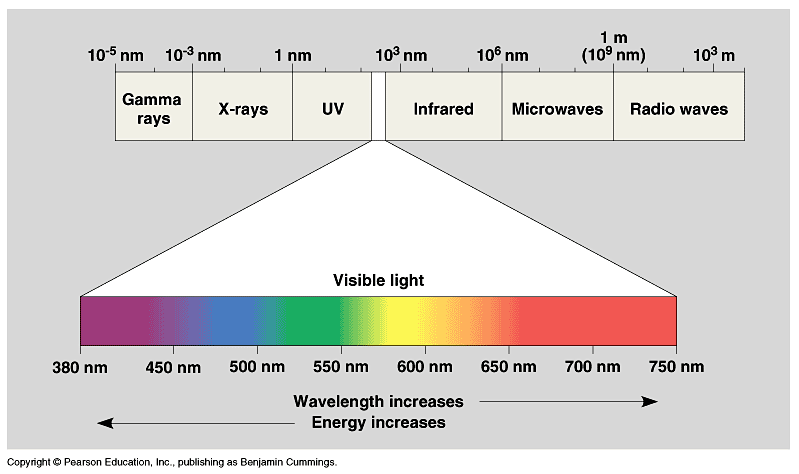 1 m
10⁻⁵ nm 10⁻³ nm 1 nm 10³ nm 10⁶ nm (10⁹ nm) 10³ m
Gamma
rays
X-rays
UV
Infrared
Microwaves
Radio waves
Visible light
380 nm 450 nm 500 nm 550 nm 600 nm 650 nm 700 nm 750 nm
Wavelength increases
Energy increases
Copyright © Pearson Education, Inc., publishing as Benjamin Cummings.